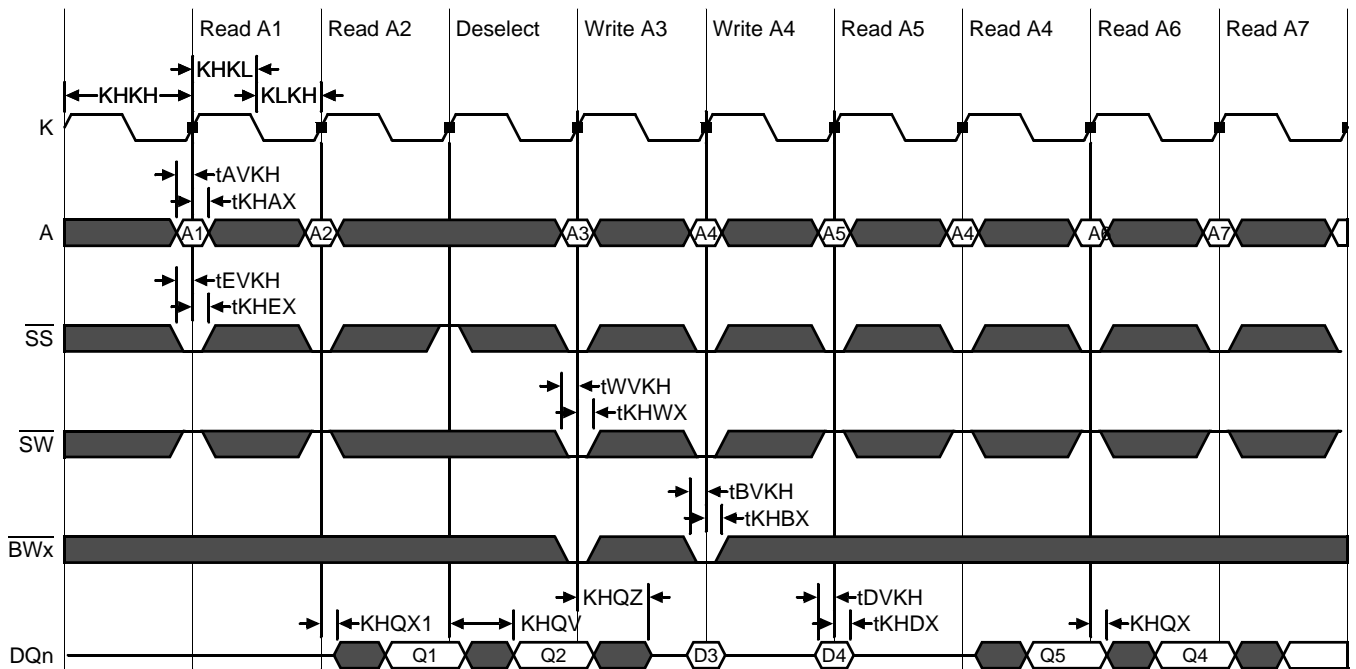 Read A1 Read A2 Deselect Write A3 Write A4 Read A5 Read A4 Read A6 Read A7
KHKL
KHKH KLKH
K
tAVKH
tKHAX
A A1 A2 A3 A4 A5 A4 A6 A7
tEVKH
tKHEX
SS
tWVKH
tKHWX
SW
tBVKH
tKHBX
BWx
KHQZ tDVKH
KHQX1 KHQV tKHDX KHQX
DQn Q1 Q2 D3 D4 Q5 Q4